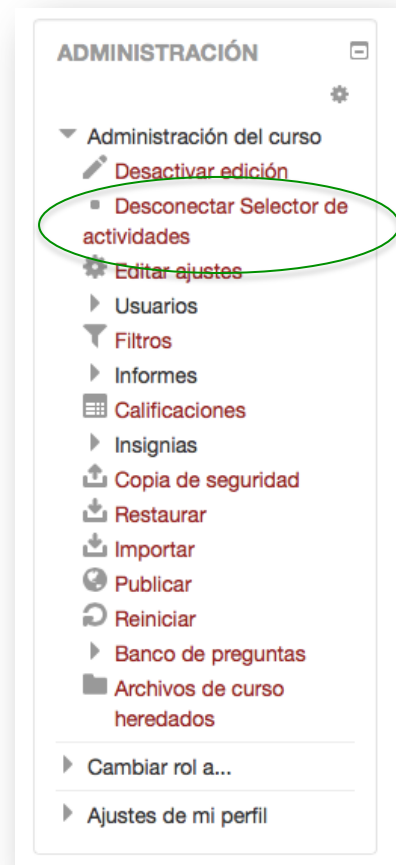 ADMINISTRACIÓN
Administración del curso
Desactivar edición
Desconectar Selector de
actividades
Editar ajustes
Usuarios
Filtros
Informes
Calificaciones
Insignias
Copia de seguridad
Restaurar
Importar
Publicar
Reiniciar
Banco de preguntas
Archivos de curso
heredados
Cambiar rol a...
Ajustes de mi perfil